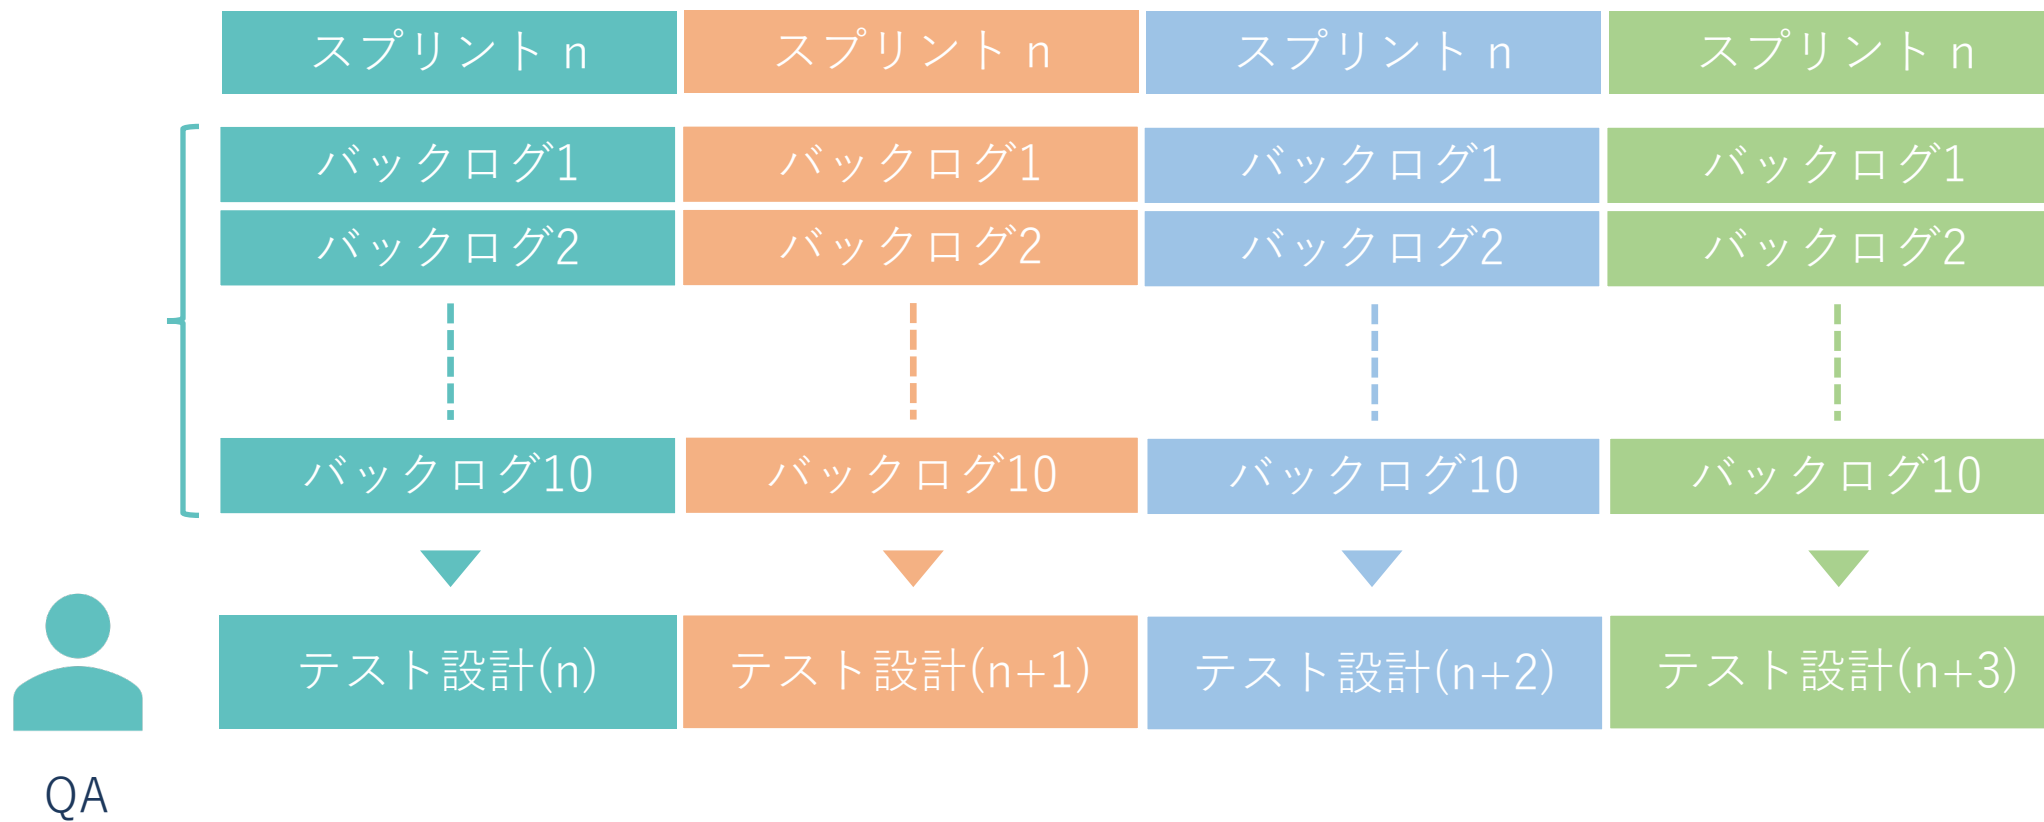 スプリント n スプリント n スプリント n スプリント n
バックログ1 バックログ1 バックログ1 バックログ1
バックログ2 バックログ2 バックログ2 バックログ2
バックログ10 バックログ10 バックログ10 バックログ10
テスト設計(n) テスト設計(n+1) テスト設計(n+2) テスト設計(n+3)
QA